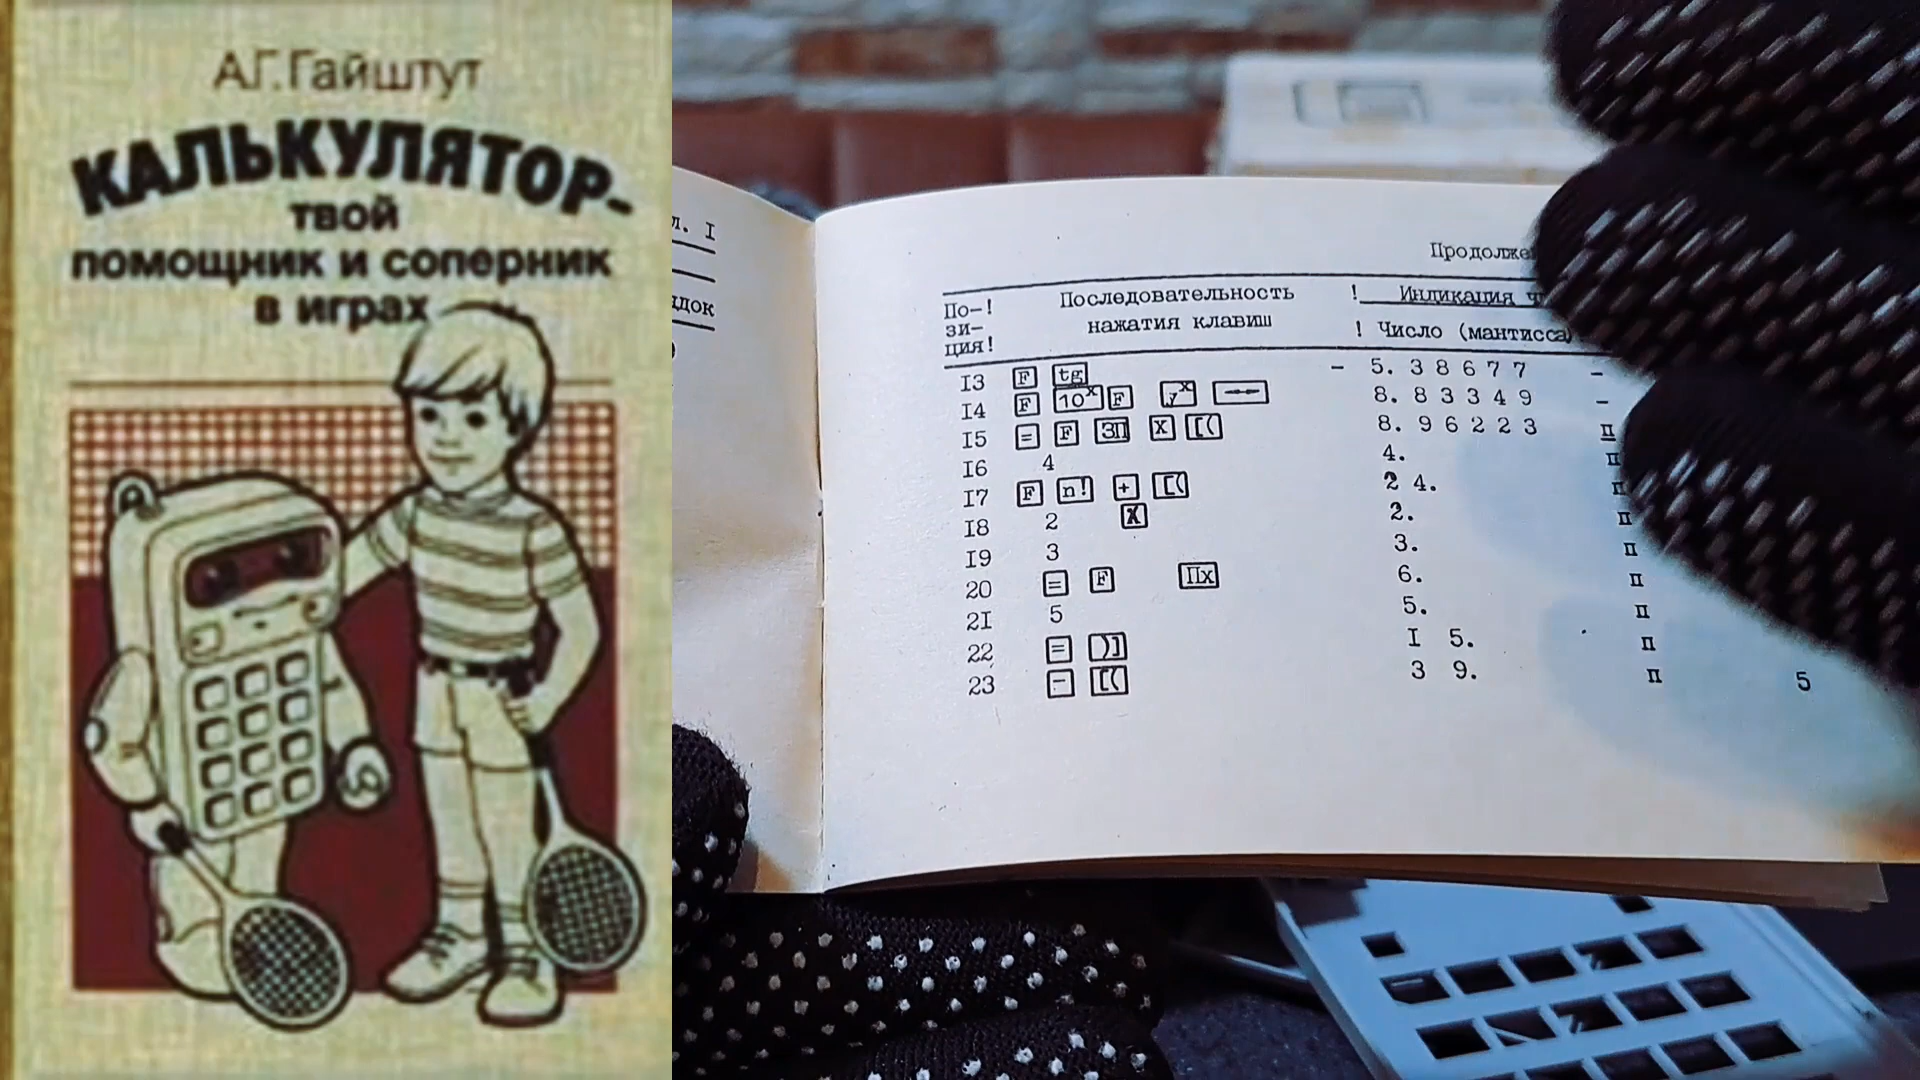 А.Г.Гайштут
КАЛЬКУЛЯТОР-
твой
помощник и соперник
в играх
I
Последовательность
нажатия клавиш
По-!
зи-
ция!
! Число (мантисса)
I3 F tg - 5. 3 8 6 7 7 -
I4 F 10ˣ F yˣ 8. 8 3 3 4 9 -
I5 = F ЗП X [( 8. 9 6 2 2 3 п
I6 4 4. п
I7 F n! + [( 2 4. п
I8 2 X 2. п
I9 3 3. п
20 = F Пx 6. п
2I 5 5. п
22 = )] I 5. п
23 - [( 3 9. п 5